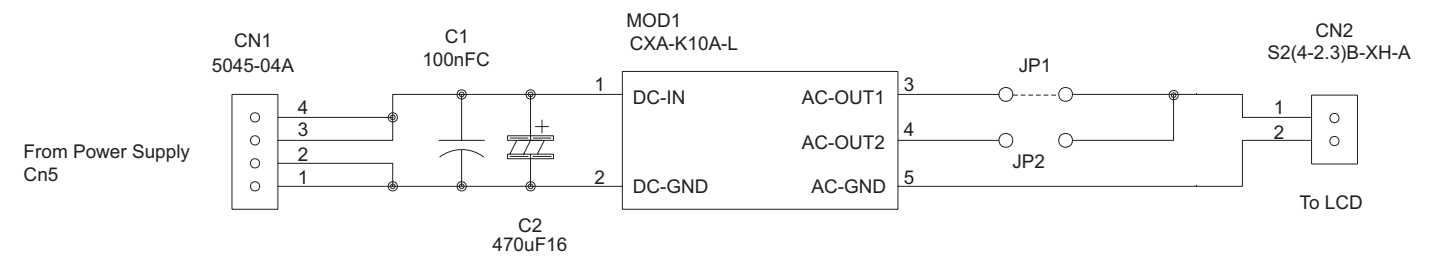 CN1
5045-04A
From Power Supply
Cn5
4
3
2
1
C1
100nFC
+
C2
470uF16
MOD1
CXA-K10A-L
1
DC-IN
2
DC-GND
AC-OUT1
3
AC-OUT2
4
AC-GND
5
JP1
JP2
CN2
S2(4-2.3)B-XH-A
1
2
To LCD